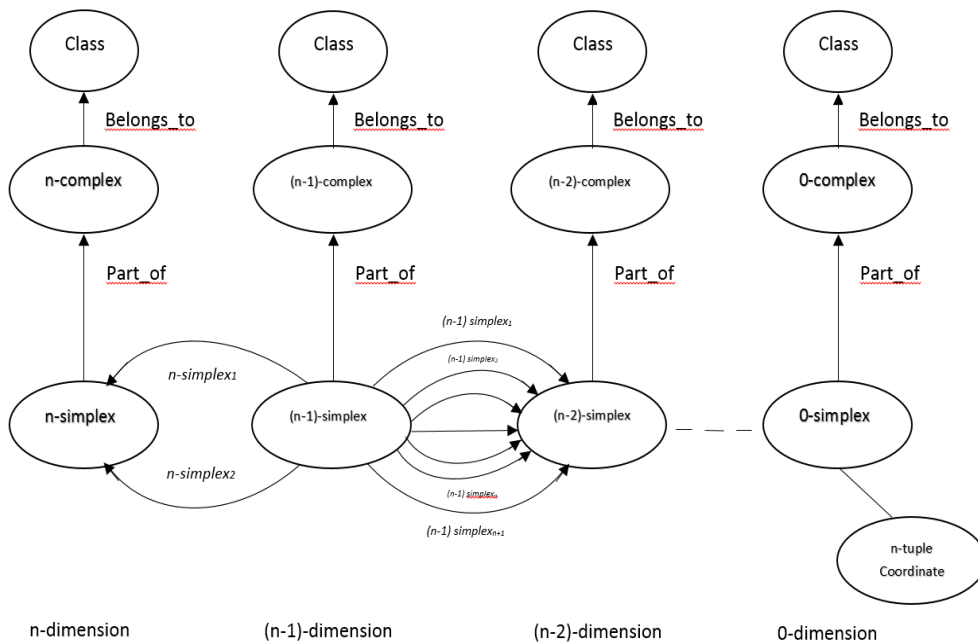 Class
Class
Class
Class
Belongs_to
Belongs_to
Belongs_to
Belongs_to
n-complex
(n-1)-complex
(n-2)-complex
0-complex
Part_of
Part_of
Part_of
Part_of
(n-1) simplex₁
(n-1) simplex₂
n-simplex₁
n-simplex
(n-1)-simplex
(n-2)-simplex
0-simplex
n-simplex₂
(n-1) simplexₙ
(n-1) simplexₙ₊₁
n-tuple
Coordinate
n-dimension
(n-1)-dimension
(n-2)-dimension
0-dimension